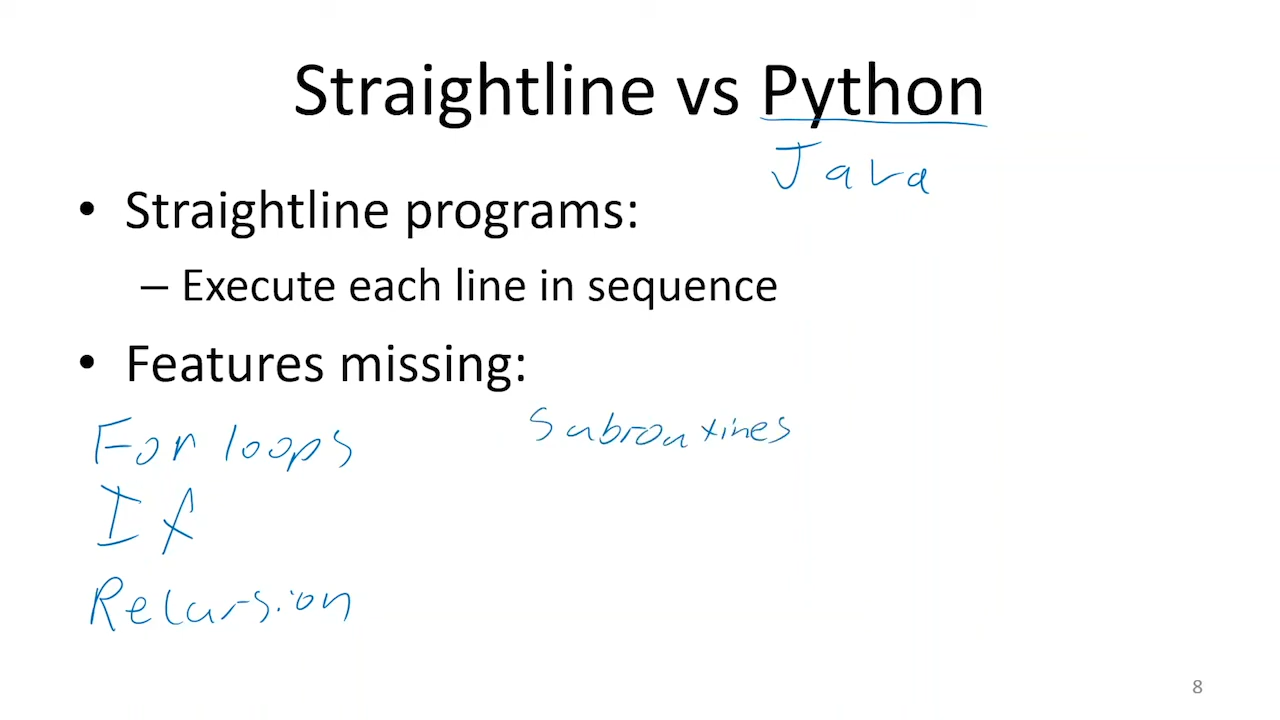 Straightline vs Python
Java
• Straightline programs:
– Execute each line in sequence
• Features missing:
For loops
Subroutines
If
Recursion
8